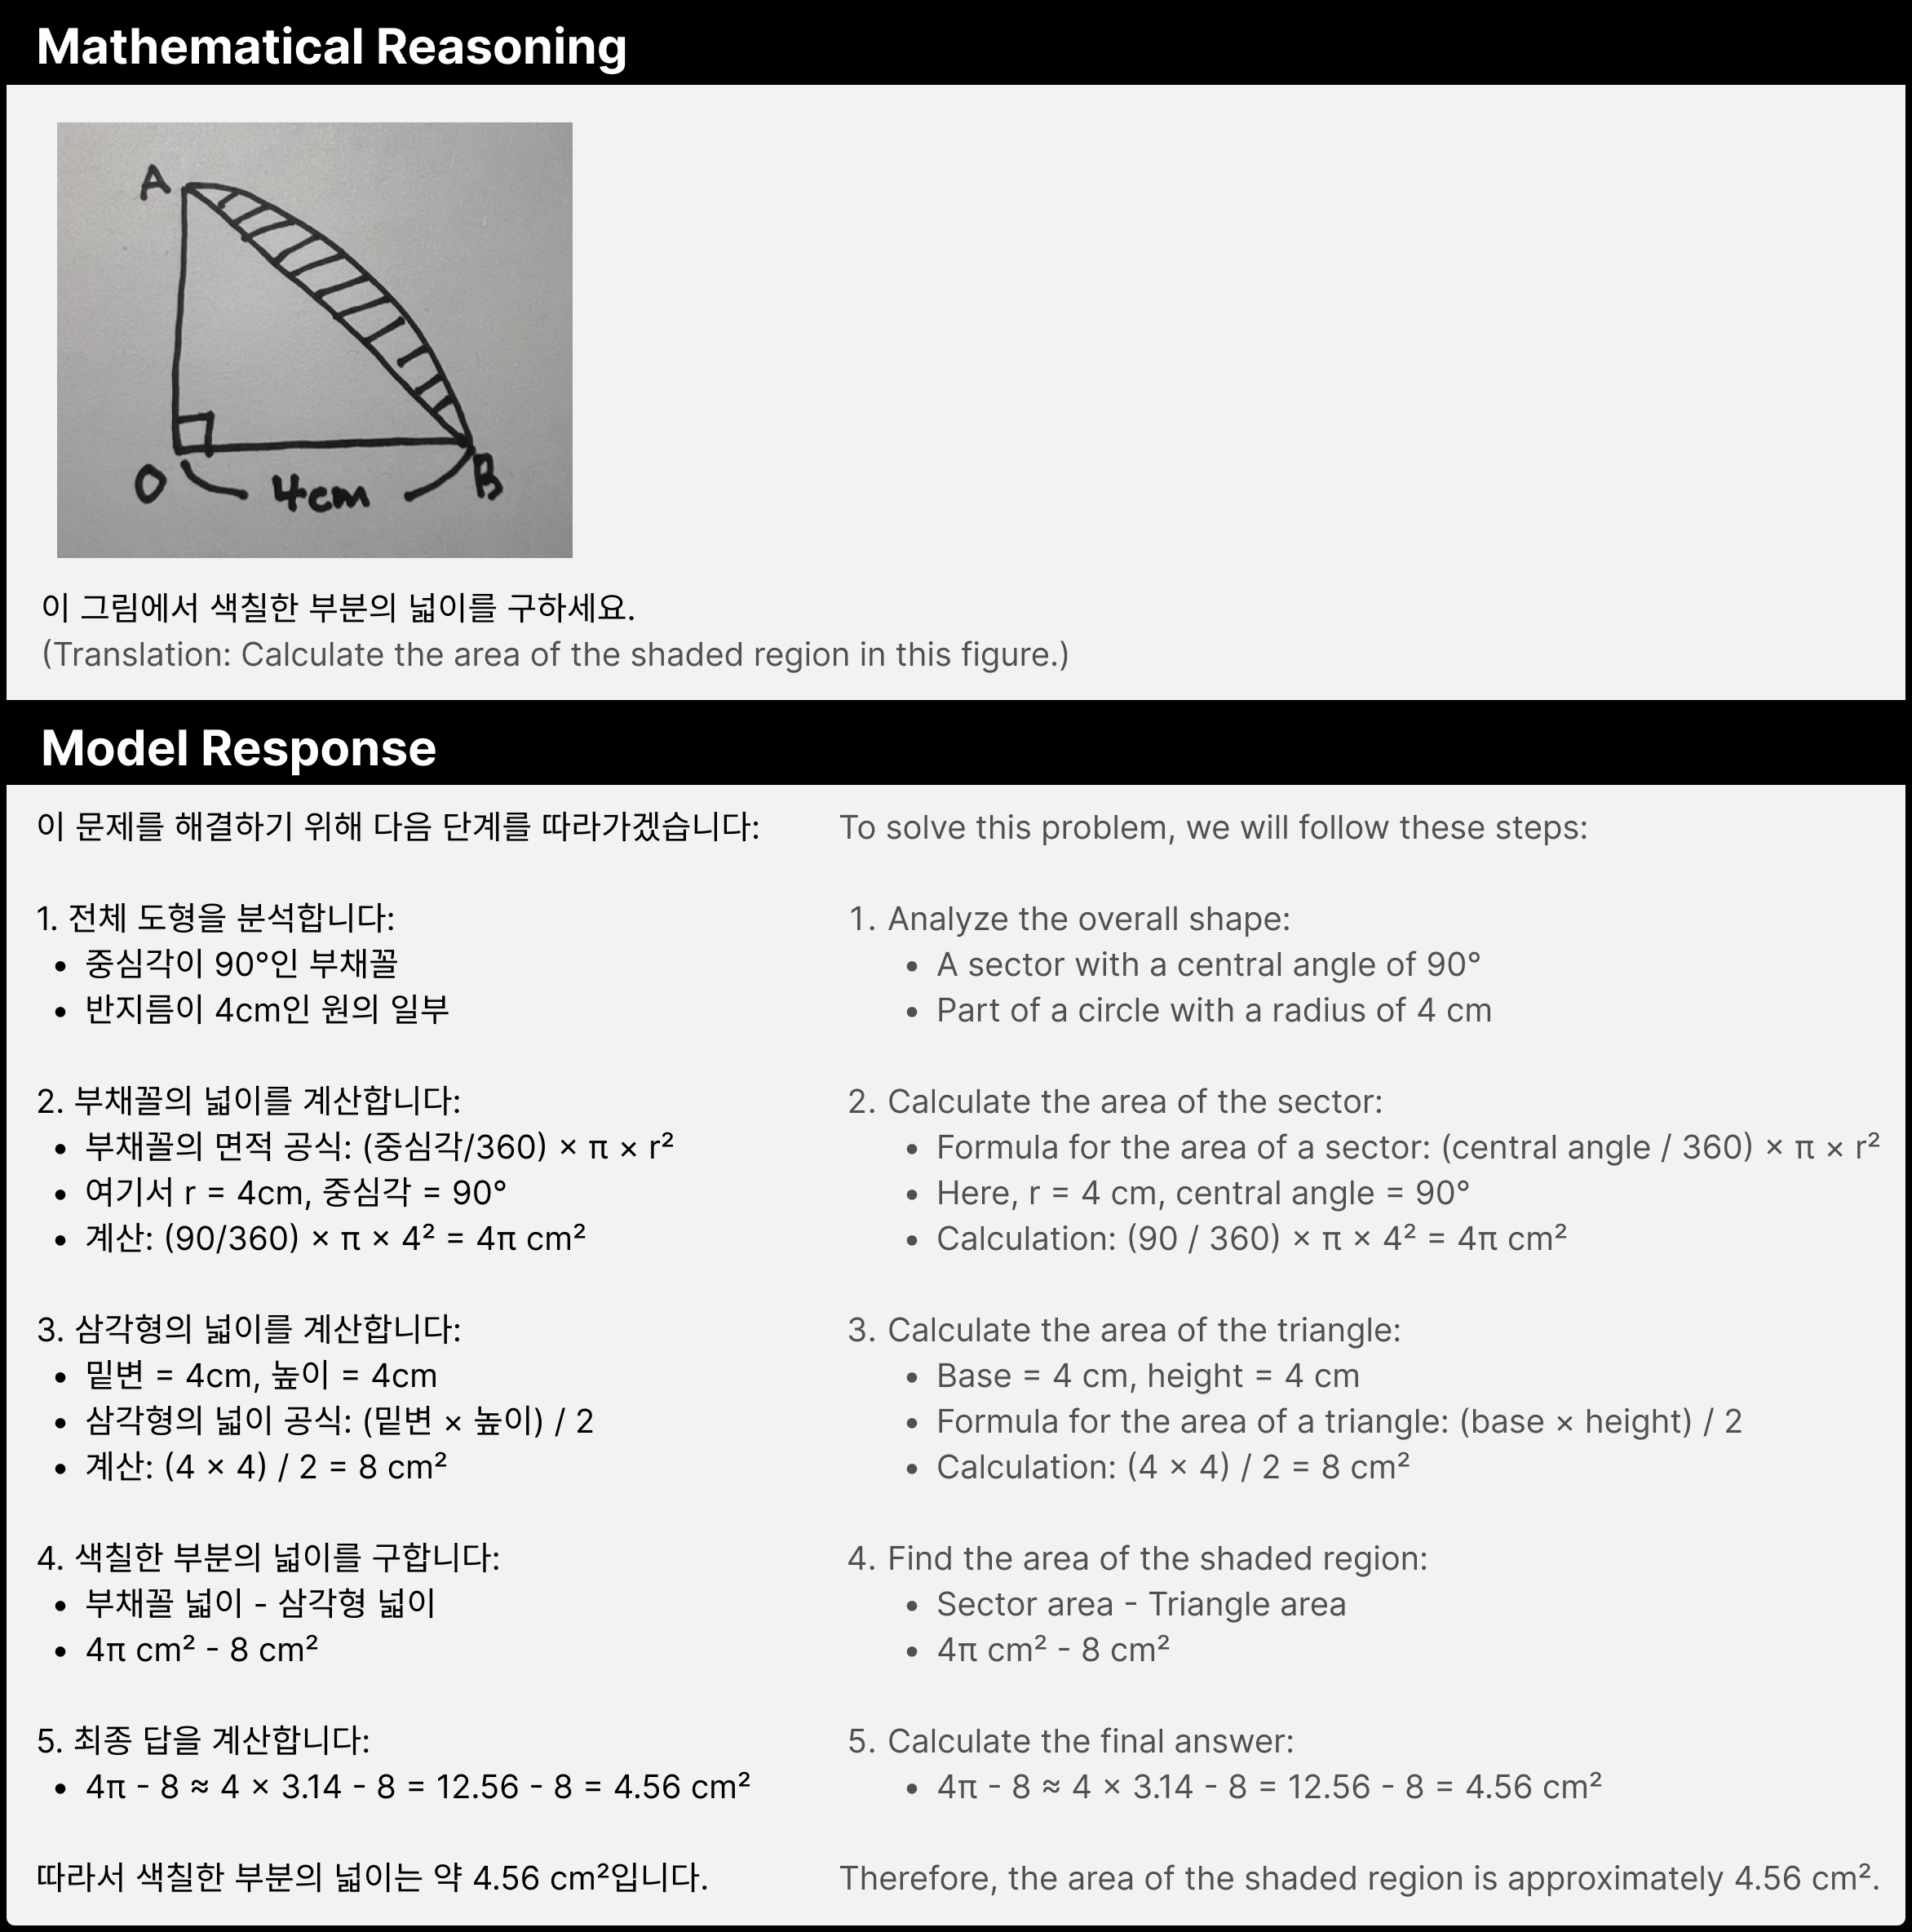 Mathematical Reasoning
A
O
4cm
B
이 그림에서 색칠한 부분의 넓이를 구하세요.
(Translation: Calculate the area of the shaded region in this figure.)
Model Response
이 문제를 해결하기 위해 다음 단계를 따라가겠습니다:
1. 전체 도형을 분석합니다:
• 중심각이 90°인 부채꼴
• 반지름이 4cm인 원의 일부
2. 부채꼴의 넓이를 계산합니다:
• 부채꼴의 면적 공식: (중심각/360) × π × r²
• 여기서 r = 4cm, 중심각 = 90°
• 계산: (90/360) × π × 4² = 4π cm²
3. 삼각형의 넓이를 계산합니다:
• 밑변 = 4cm, 높이 = 4cm
• 삼각형의 넓이 공식: (밑변 × 높이) / 2
• 계산: (4 × 4) / 2 = 8 cm²
4. 색칠한 부분의 넓이를 구합니다:
• 부채꼴 넓이 - 삼각형 넓이
• 4π cm² - 8 cm²
5. 최종 답을 계산합니다:
• 4π - 8 ≈ 4 × 3.14 - 8 = 12.56 - 8 = 4.56 cm²
따라서 색칠한 부분의 넓이는 약 4.56 cm²입니다.
To solve this problem, we will follow these steps:
1. Analyze the overall shape:
• A sector with a central angle of 90°
• Part of a circle with a radius of 4 cm
2. Calculate the area of the sector:
• Formula for the area of a sector: (central angle / 360) × π × r²
• Here, r = 4 cm, central angle = 90°
• Calculation: (90 / 360) × π × 4² = 4π cm²
3. Calculate the area of the triangle:
• Base = 4 cm, height = 4 cm
• Formula for the area of a triangle: (base × height) / 2
• Calculation: (4 × 4) / 2 = 8 cm²
4. Find the area of the shaded region:
• Sector area - Triangle area
• 4π cm² - 8 cm²
5. Calculate the final answer:
• 4π - 8 ≈ 4 × 3.14 - 8 = 12.56 - 8 = 4.56 cm²
Therefore, the area of the shaded region is approximately 4.56 cm².